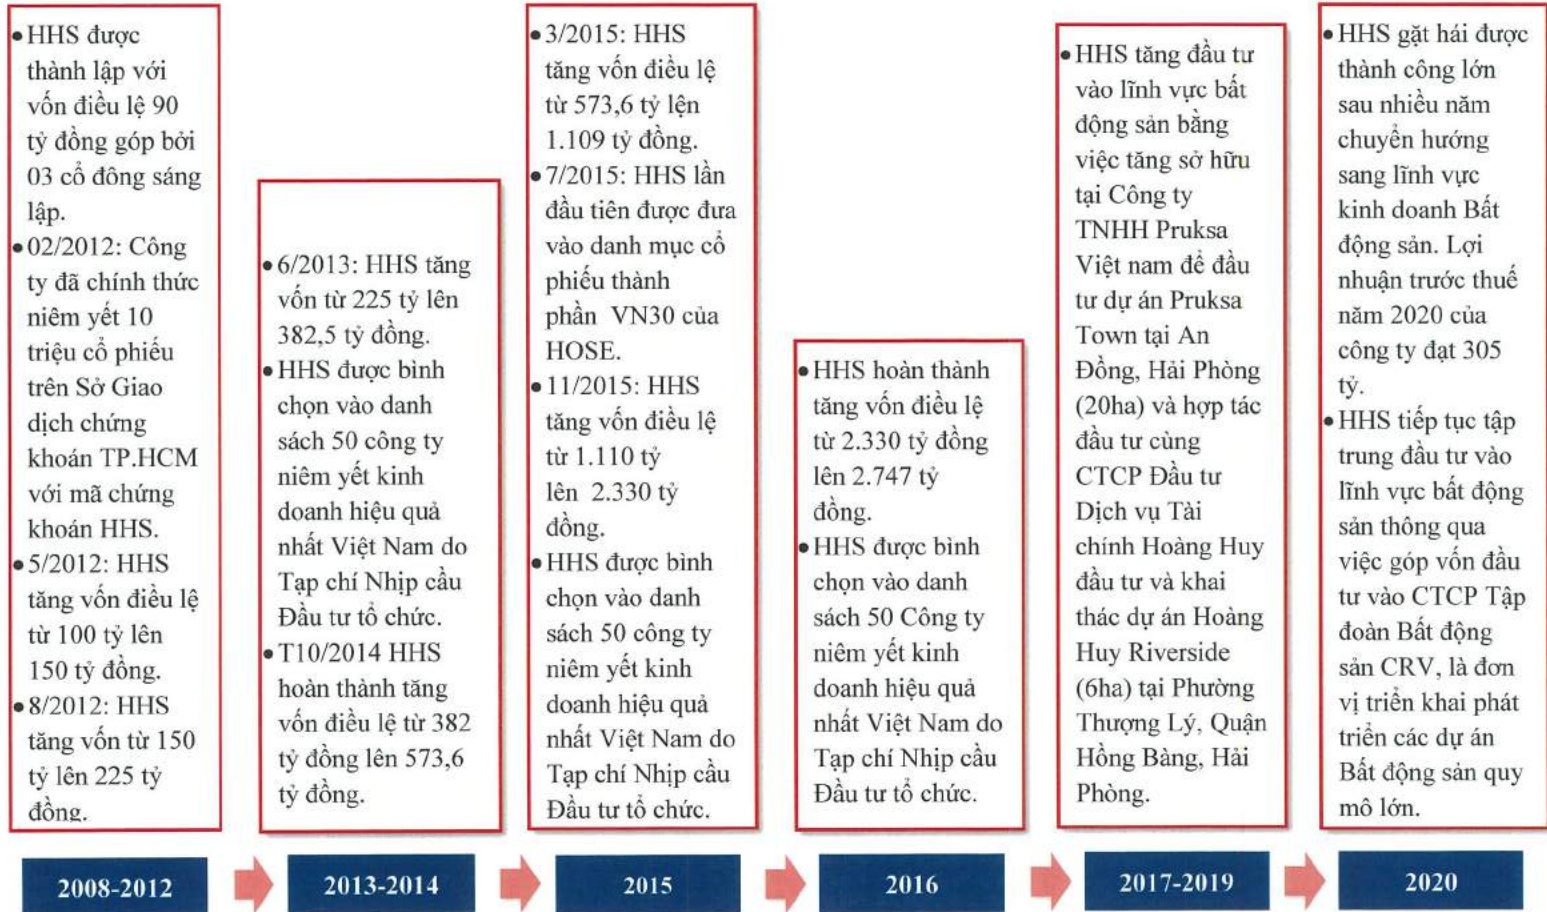 HHS được
thành lập với
vốn điều lệ 90
tỷ đồng góp bởi
03 cổ đông sáng
lập.
02/2012: Công
ty đã chính thức
niêm yết 10
triệu cổ phiếu
trên Sở Giao
dịch chứng
khoán TP.HCM
với mã chứng
khoán HHS.
5/2012: HHS
tăng vốn điều lệ
từ 100 tỷ lên
150 tỷ đồng.
8/2012: HHS
tăng vốn từ 150
tỷ lên 225 tỷ
đồng.
6/2013: HHS tăng
vốn từ 225 tỷ lên
382,5 tỷ đồng.
HHS được bình
chọn vào danh
sách 50 công ty
niêm yết kinh
doanh hiệu quả
nhất Việt Nam do
Tạp chí Nhịp cầu
Đầu tư tổ chức.
T10/2014 HHS
hoàn thành tăng
vốn điều lệ từ 382
tỷ đồng lên 573,6
tỷ đồng.
3/2015: HHS
tăng vốn điều lệ
từ 573,6 tỷ lện
1.109 tỷ đồng.
7/2015: HHS lần
đầu tiên được đưa
vào danh mục cổ
phiếu thành
phần VN30 của
HOSE.
11/2015: HHS
tăng vốn điều lệ
từ 1.110 tỷ
lên 2.330 tỷ
đồng.
HHS được bình
chọn vào danh
sách 50 công ty
niêm yết kinh
doanh hiệu quả
nhất Việt Nam do
Tạp chí Nhịp cầu
Đầu tư tổ chức.
HHS hoàn thành
tăng vốn điều lệ
từ 2.330 tỷ đồng
lên 2.747 tỷ
đồng.
HHS được bình
chọn vào danh
sách 50 Công ty
niêm yết kinh
doanh hiệu quả
nhất Việt Nam do
Tạp chí Nhịp cầu
Đầu tư tổ chức.
HHS tăng đầu tư
vào lĩnh vực bất
động sản bằng
việc tăng sở hữu
tại Công ty
TNHH Pruksa
Việt nam để đầu
tư dự án Pruksa
Town tại An
Đồng, Hải Phòng
(20ha) và hợp tác
đầu tư cùng
CTCP Đầu tư
Dịch vụ Tài
chính Hoàng Huy
đầu tư và khai
thác dự án Hoàng
Huy Riverside
(6ha) tại Phường
Thượng Lý, Quận
Hồng Bàng, Hải
Phòng.
HHS gặt hái được
thành công lớn
sau nhiều năm
chuyển hướng
sang lĩnh vực
kinh doanh Bất
động sản. Lợi
nhuận trước thuế
năm 2020 của
công ty đạt 305
tỷ.
HHS tiếp tục tập
trung đầu tư vào
lĩnh vực bất động
sản thông qua
việc góp vốn đầu
tư vào CTCP Tập
đoàn Bất động
sản CRV, là đơn
vị triển khai phát
triển các dự án
Bất động sản quy
mô lớn.
2008-2012
2013-2014
2015
2016
2017-2019
2020